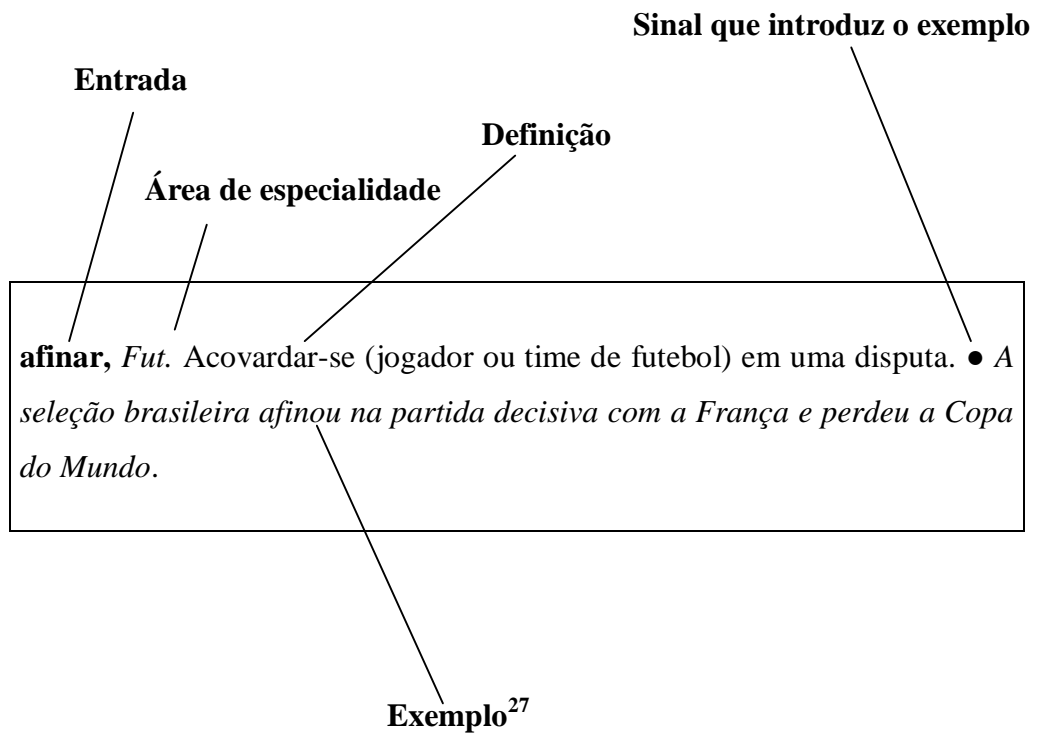 Sinal que introduz o exemplo
Entrada
Definição
Área de especialidade
afinar, Fut. Acovardar-se (jogador ou time de futebol) em uma disputa. ● A
seleção brasileira afinou na partida decisiva com a França e perdeu a Copa
do Mundo.
Exemplo27